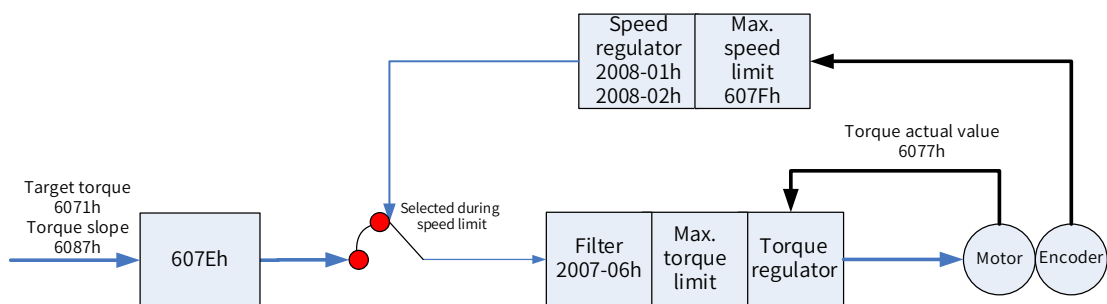 Speed
regulator
2008-01h
2008-02h
Max.
speed
limit
607Fh
Torque actual value
6077h
Target torque
6071h
Torque slope
6087h
607Eh
Selected during
speed limit
Filter
2007-06h
Max.
torque
limit
Torque
regulator
Motor
Encoder